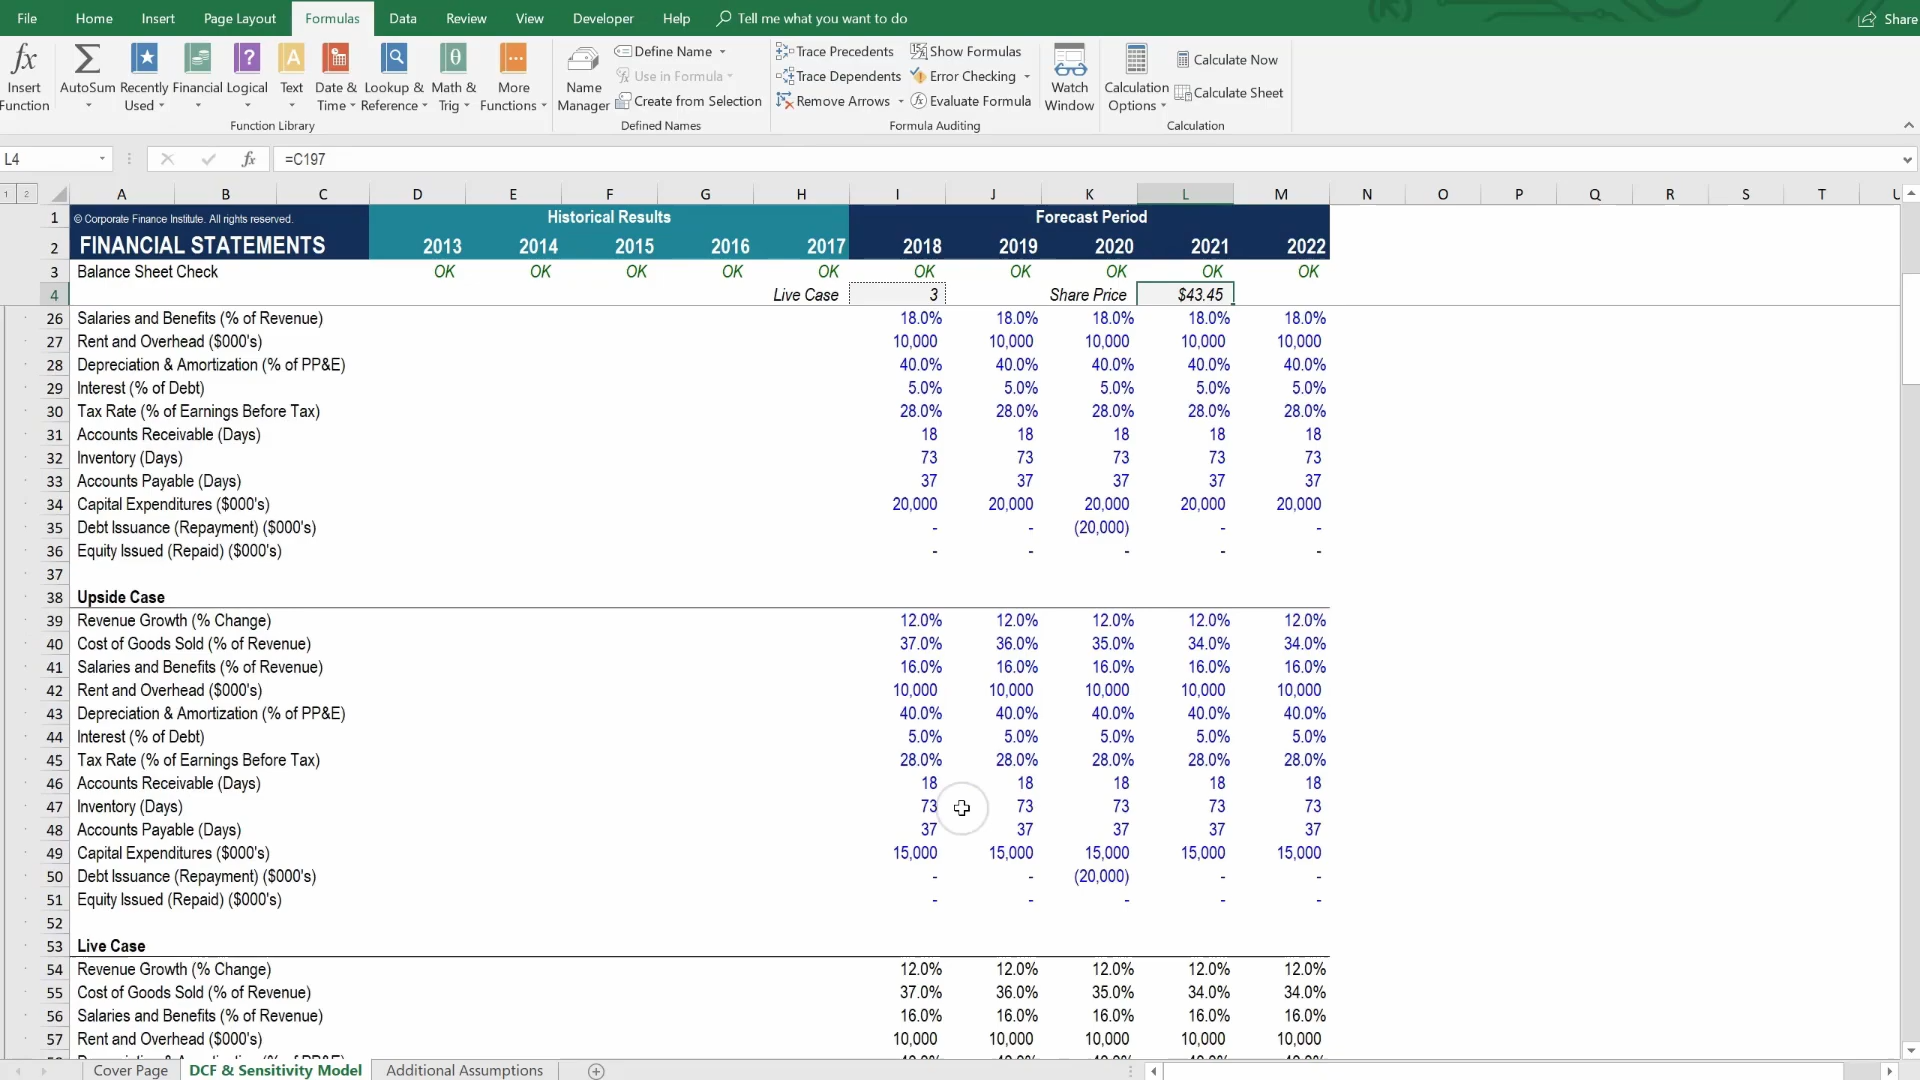 File Home Insert Page Layout Formulas Data Review View Developer Help Tell me what you want to do Share
Insert Function AutoSum Recently Used Financial Logical Text Date & Time Lookup & Reference Math & Trig More Functions
Function Library
Name Manager Define Name Use in Formula Create from Selection
Defined Names
Trace Precedents Trace Dependents Remove Arrows Show Formulas Error Checking Evaluate Formula
Formula Auditing
Watch Window Calculation Options Calculate Now Calculate Sheet
Calculation
L4 fx =C197
1 2 A B C D E F G H I J K L M N O P Q R S T U
1 © Corporate Finance Institute. All rights reserved. Historical Results Forecast Period
2 FINANCIAL STATEMENTS 2013 2014 2015 2016 2017 2018 2019 2020 2021 2022
3 Balance Sheet Check OK OK OK OK OK OK OK OK OK OK
4 Live Case 3 Share Price $43.45
26 Salaries and Benefits (% of Revenue) 18.0% 18.0% 18.0% 18.0% 18.0%
27 Rent and Overhead ($000's) 10,000 10,000 10,000 10,000 10,000
28 Depreciation & Amortization (% of PP&E) 40.0% 40.0% 40.0% 40.0% 40.0%
29 Interest (% of Debt) 5.0% 5.0% 5.0% 5.0% 5.0%
30 Tax Rate (% of Earnings Before Tax) 28.0% 28.0% 28.0% 28.0% 28.0%
31 Accounts Receivable (Days) 18 18 18 18 18
32 Inventory (Days) 73 73 73 73 73
33 Accounts Payable (Days) 37 37 37 37 37
34 Capital Expenditures ($000's) 20,000 20,000 20,000 20,000 20,000
35 Debt Issuance (Repayment) ($000's) - - (20,000) - -
36 Equity Issued (Repaid) ($000's) - - - - -
37
38 Upside Case
39 Revenue Growth (% Change) 12.0% 12.0% 12.0% 12.0% 12.0%
40 Cost of Goods Sold (% of Revenue) 37.0% 36.0% 35.0% 34.0% 34.0%
41 Salaries and Benefits (% of Revenue) 16.0% 16.0% 16.0% 16.0% 16.0%
42 Rent and Overhead ($000's) 10,000 10,000 10,000 10,000 10,000
43 Depreciation & Amortization (% of PP&E) 40.0% 40.0% 40.0% 40.0% 40.0%
44 Interest (% of Debt) 5.0% 5.0% 5.0% 5.0% 5.0%
45 Tax Rate (% of Earnings Before Tax) 28.0% 28.0% 28.0% 28.0% 28.0%
46 Accounts Receivable (Days) 18 18 18 18 18
47 Inventory (Days) 73 73 73 73 73
48 Accounts Payable (Days) 37 37 37 37 37
49 Capital Expenditures ($000's) 15,000 15,000 15,000 15,000 15,000
50 Debt Issuance (Repayment) ($000's) - - (20,000) - -
51 Equity Issued (Repaid) ($000's) - - - - -
52
53 Live Case
54 Revenue Growth (% Change) 12.0% 12.0% 12.0% 12.0% 12.0%
55 Cost of Goods Sold (% of Revenue) 37.0% 36.0% 35.0% 34.0% 34.0%
56 Salaries and Benefits (% of Revenue) 16.0% 16.0% 16.0% 16.0% 16.0%
57 Rent and Overhead ($000's) 10,000 10,000 10,000 10,000 10,000
Cover Page DCF & Sensitivity Model Additional Assumptions